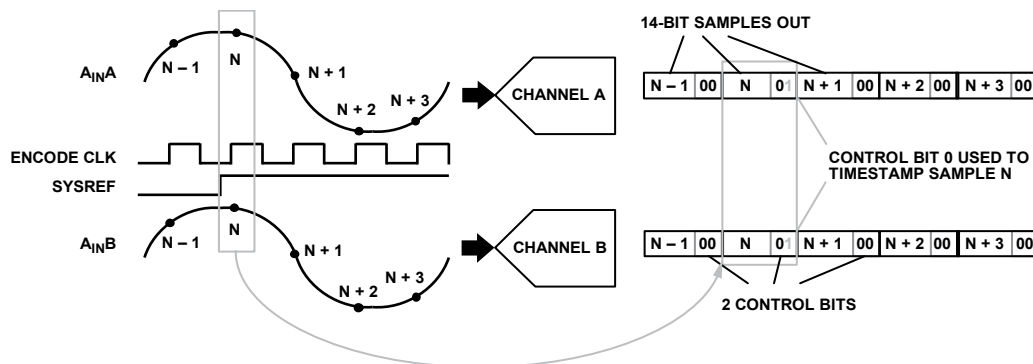 14-BIT SAMPLES OUT
AINA
N – 1
N
N + 1
N + 2
N + 3
CHANNEL A
N – 1 00 N 01 N + 1 00 N + 2 00 N + 3 00
ENCODE CLK
SYSREF
CONTROL BIT 0 USED TO
TIMESTAMP SAMPLE N
AINB
N – 1
N
N + 1
N + 2
N + 3
CHANNEL B
N – 1 00 N 01 N + 1 00 N + 2 00 N + 3 00
2 CONTROL BITS